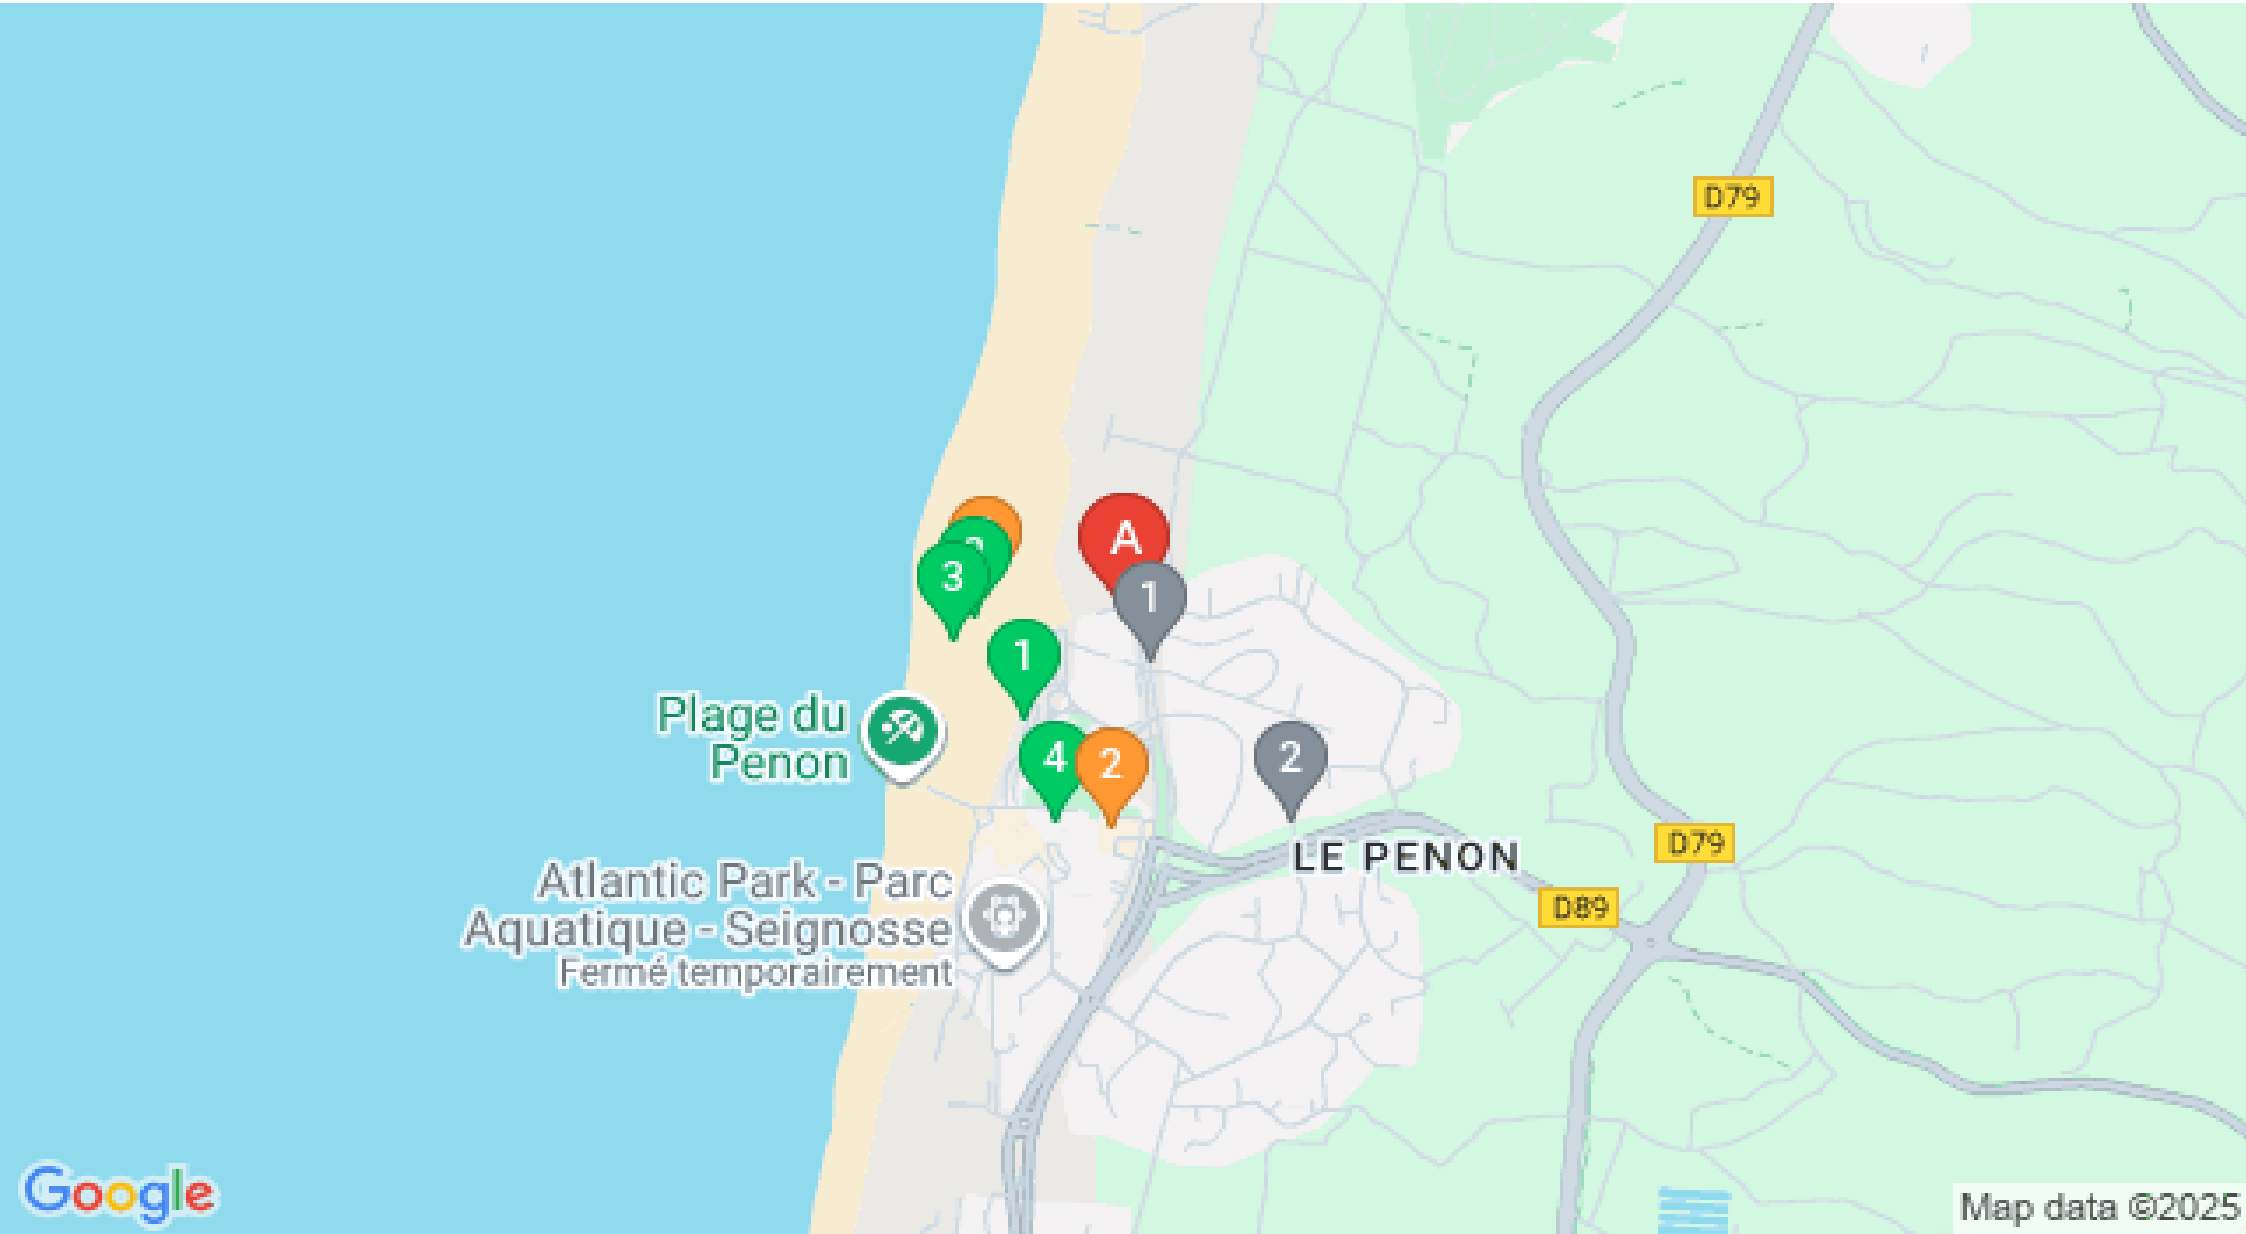 D79
A
3
1
1
Plage du
Penon
4
2
2
D79
LE PENON
Atlantic Park - Parc
Aquatique - Seignosse
Fermé temporairement
D89
Google
Map data ©2025